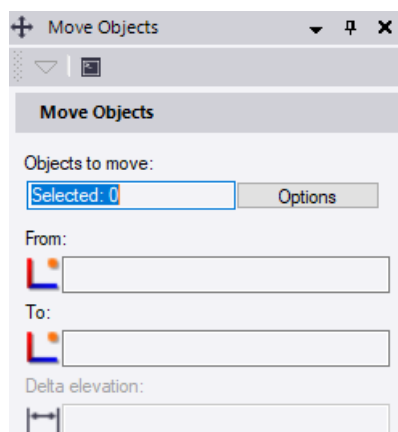 Move Objects
Move Objects
Objects to move:
Selected: 0
Options
From:
To:
Delta elevation: